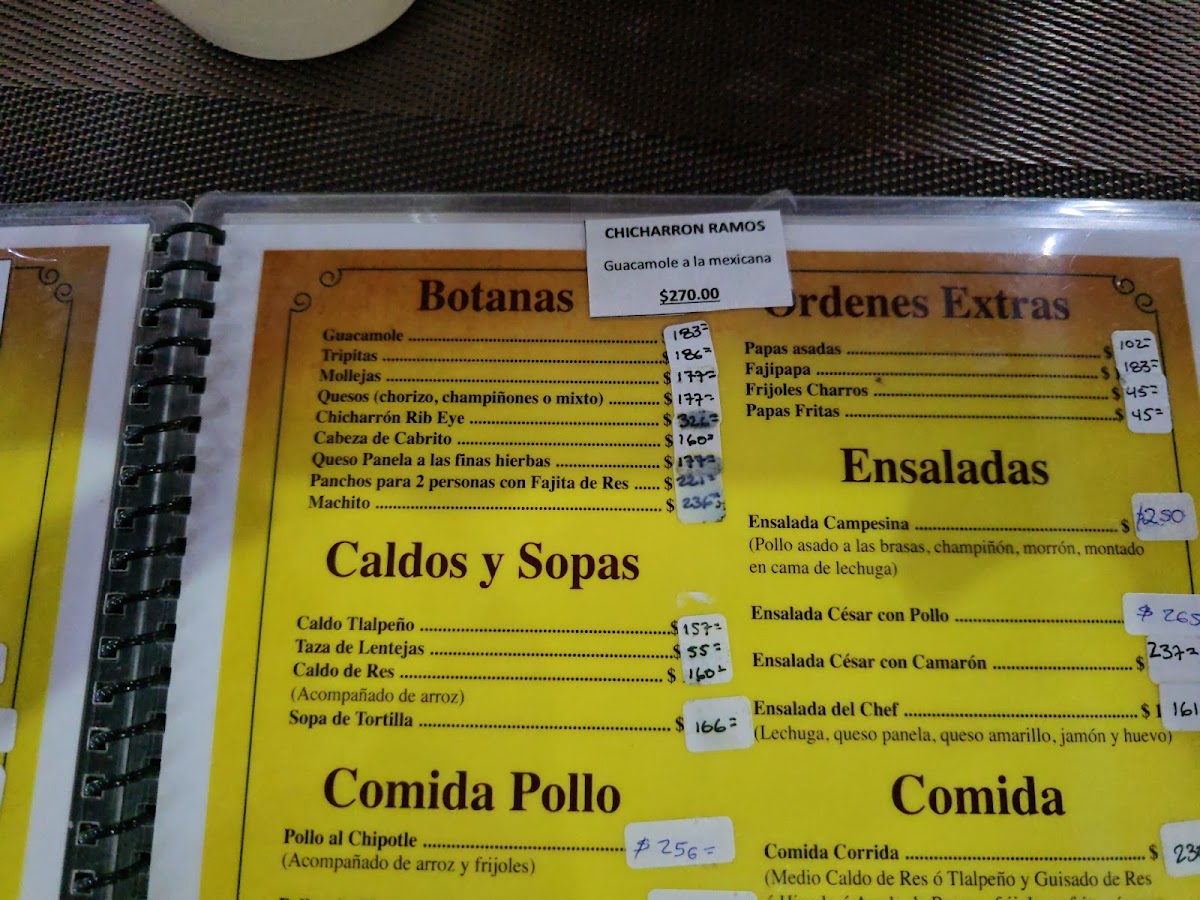 CHICHARRON RAMOS
Guacamole a la mexicana
$270.00
Botanas
Guacamole ........ 183=
Tripitas ........ $ 186=
Mollejas ........ $ 177=
Quesos (chorizo, champiñones o mixto) ........ $ 177=
Chicharrón Rib Eye ........ $ 326=
Cabeza de Cabrito ........ $ 160=
Queso Panela a las finas hierbas ........ $ 177=
Panchos para 2 personas con Fajita de Res ...... $ 221=
Machito ........ $ 236=
Caldos y Sopas
Caldo Tlalpeño ........ $ 157=
Taza de Lentejas ........ $ 55=
Caldo de Res ........ $ 160=
(Acompañado de arroz)
Sopa de Tortilla ........ $ 166=
Comida Pollo
Pollo al Chipotle ........ $ 256=
(Acompañado de arroz y frijoles)
Ordenes Extras
Papas asadas ........ $ 102=
Fajipapa ........ $ 183=
Frijoles Charros ........ $ 45=
Papas Fritas ........ $ 45=
Ensaladas
Ensalada Campesina ........ $ $250
(Pollo asado a las brasas, champiñón, morrón, montado
en cama de lechuga)
Ensalada César con Pollo ........ $ 265
Ensalada César con Camarón ........ $ 237=
Ensalada del Chef ........ $ 161
(Lechuga, queso panela, queso amarillo, jamón y huevo)
Comida
Comida Corrida ........ $
(Medio Caldo de Res ó Tlalpeño y Guisado de Res